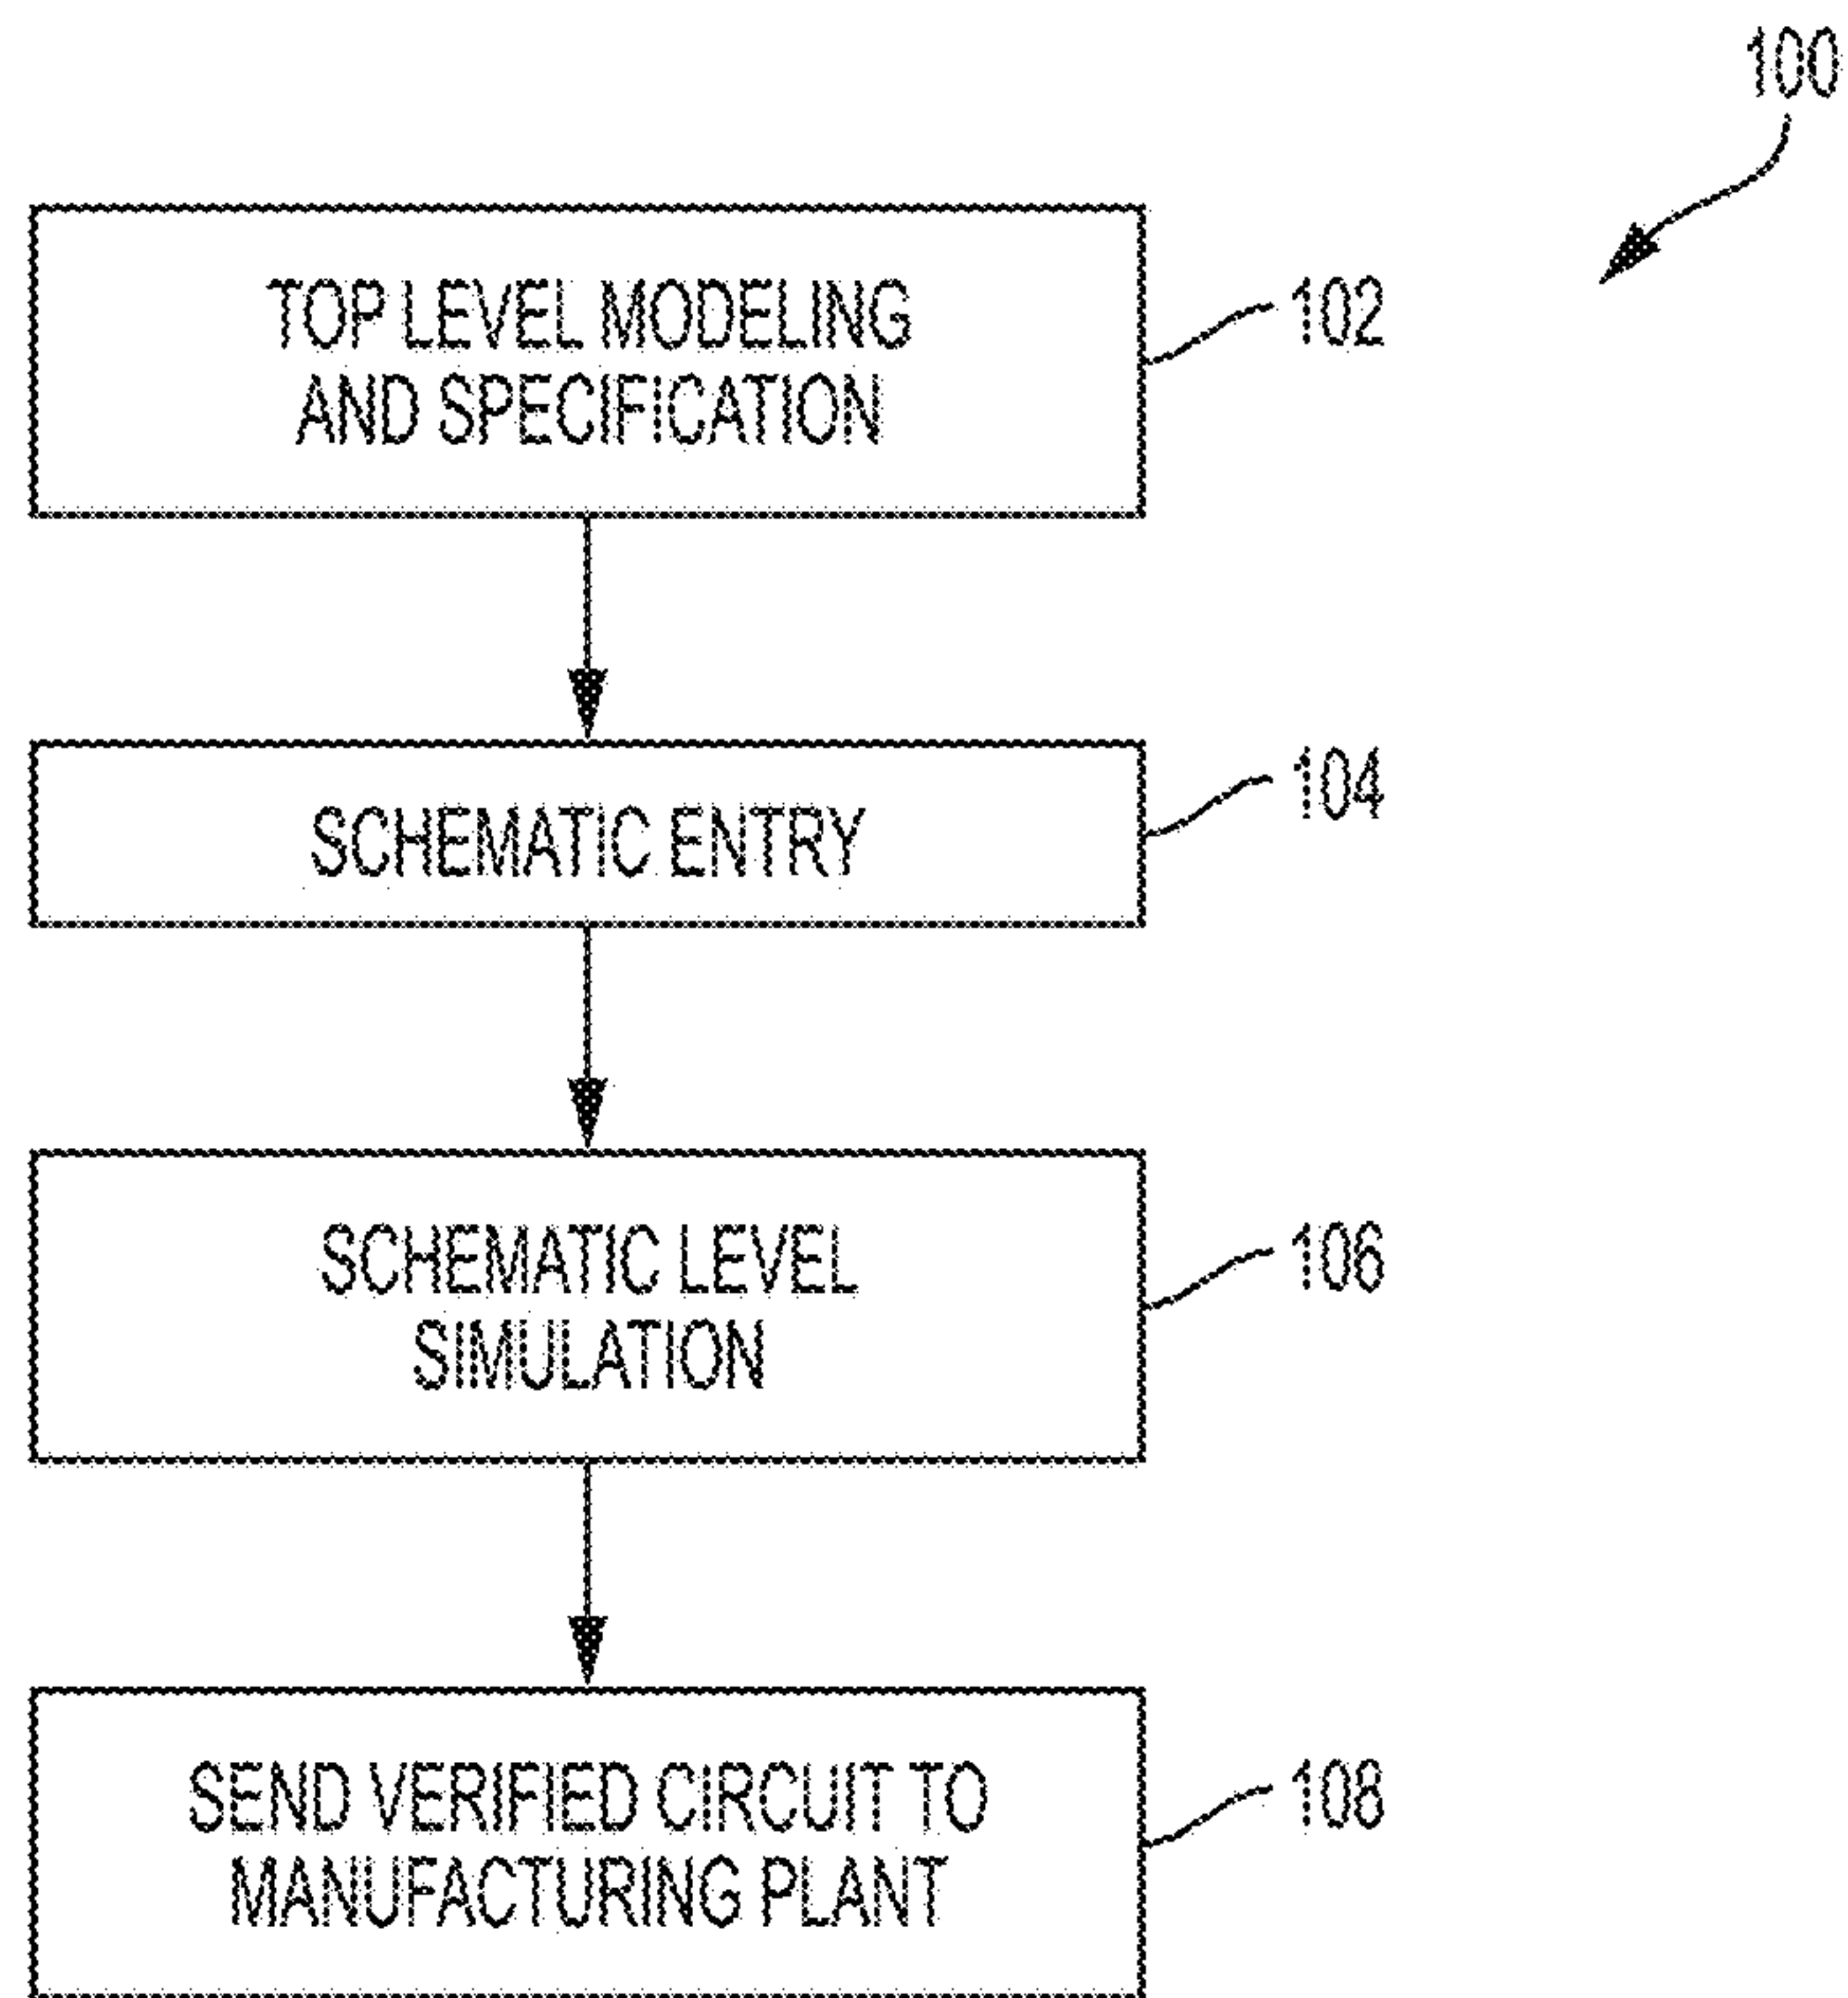 100
TOP LEVEL MODELING
AND SPECIFICATION
102
SCHEMATIC ENTRY
104
SCHEMATIC LEVEL
SIMULATION
106
SEND VERIFIED CIRCUIT TO
MANUFACTURING PLANT
108